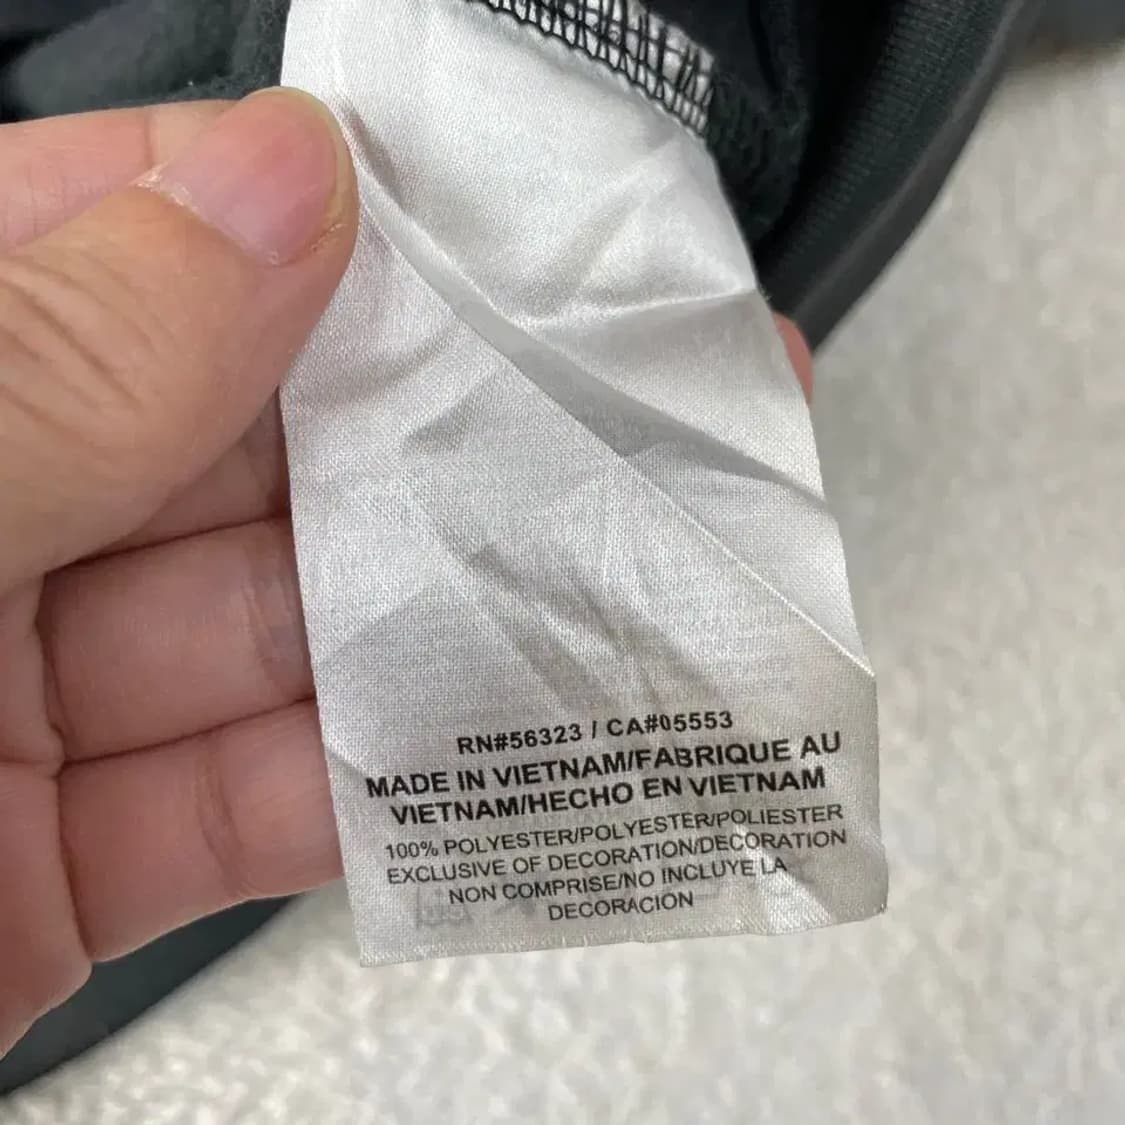 RN#56323 / CA#05553
MADE IN VIETNAM/FABRIQUE AU
VIETNAM/HECHO EN VIETNAM
100% POLYESTER/POLYESTER/POLIESTER
EXCLUSIVE OF DECORATION/DECORATION
NON COMPRISE/NO INCLUYE LA
DECORACION